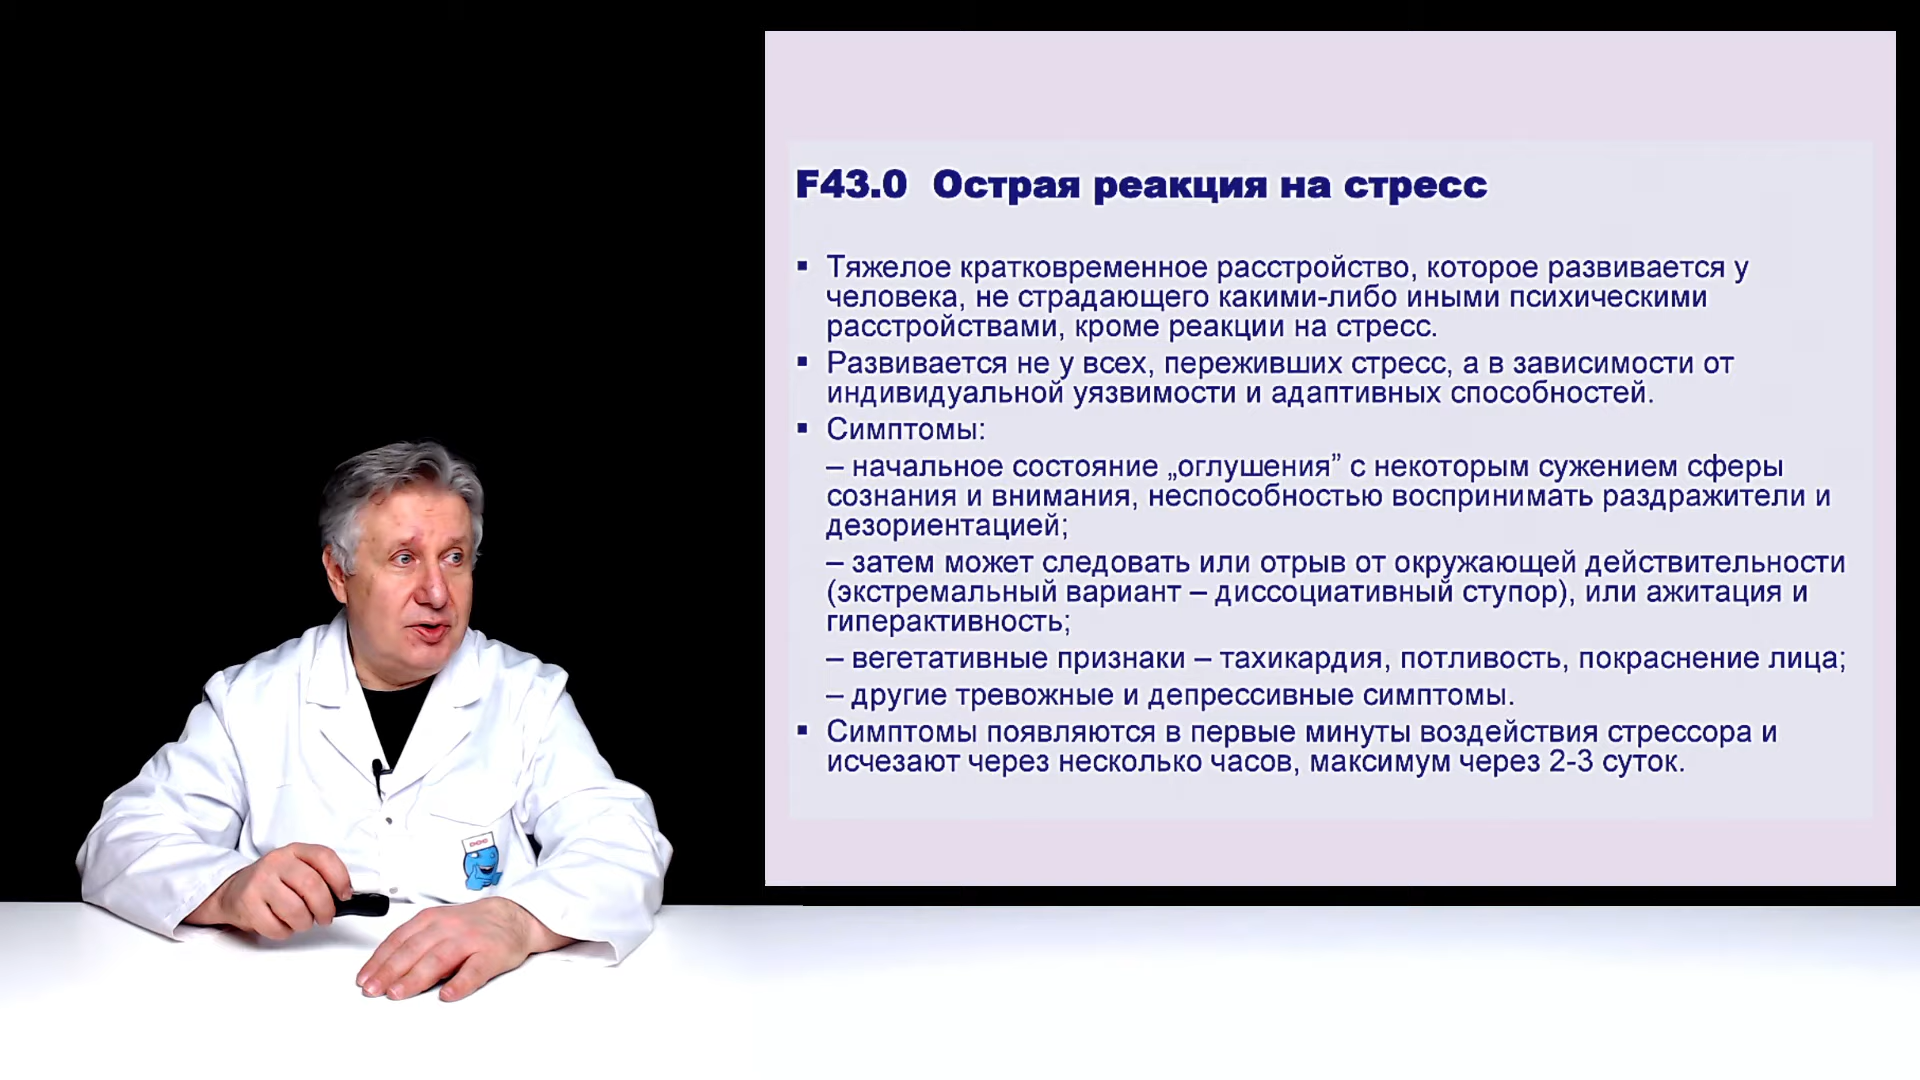 F43.0 Острая реакция на стресс
▪ Тяжелое кратковременное расстройство, которое развивается у
человека, не страдающего какими-либо иными психическими
расстройствами, кроме реакции на стресс.
▪ Развивается не у всех, переживших стресс, а в зависимости от
индивидуальной уязвимости и адаптивных способностей.
▪ Симптомы:
– начальное состояние „оглушения” с некоторым сужением сферы
сознания и внимания, неспособностью воспринимать раздражители и
дезориентацией;
– затем может следовать или отрыв от окружающей действительности
(экстремальный вариант – диссоциативный ступор), или ажитация и
гиперактивность;
– вегетативные признаки – тахикардия, потливость, покраснение лица;
– другие тревожные и депрессивные симптомы.
▪ Симптомы появляются в первые минуты воздействия стрессора и
исчезают через несколько часов, максимум через 2-3 суток.